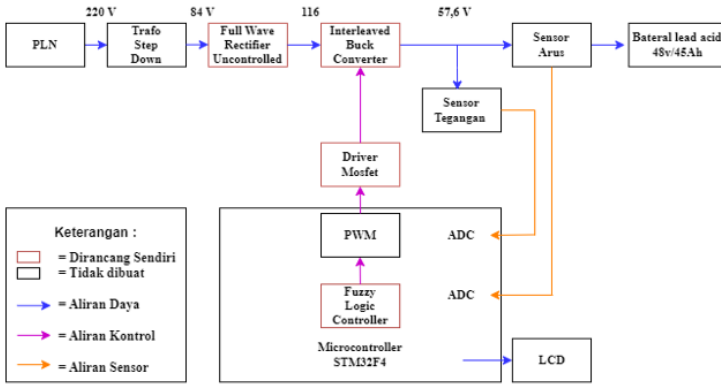 220 V
84 V
116
57,6 V
PLN
Trafo
Step
Down
Full Wave
Rectifier
Uncontrolled
Interleaved
Buck
Converter
Sensor
Arus
Bateral lead acid
48v/45Ah
Sensor
Tegangan
Driver
Mosfet
PWM
ADC
Fuzzy
Logic
Controller
ADC
Microcontroller
STM32F4
LCD
Keterangan :
= Dirancang Sendiri
= Tidak dibuat
= Aliran Daya
= Aliran Kontrol
= Aliran Sensor